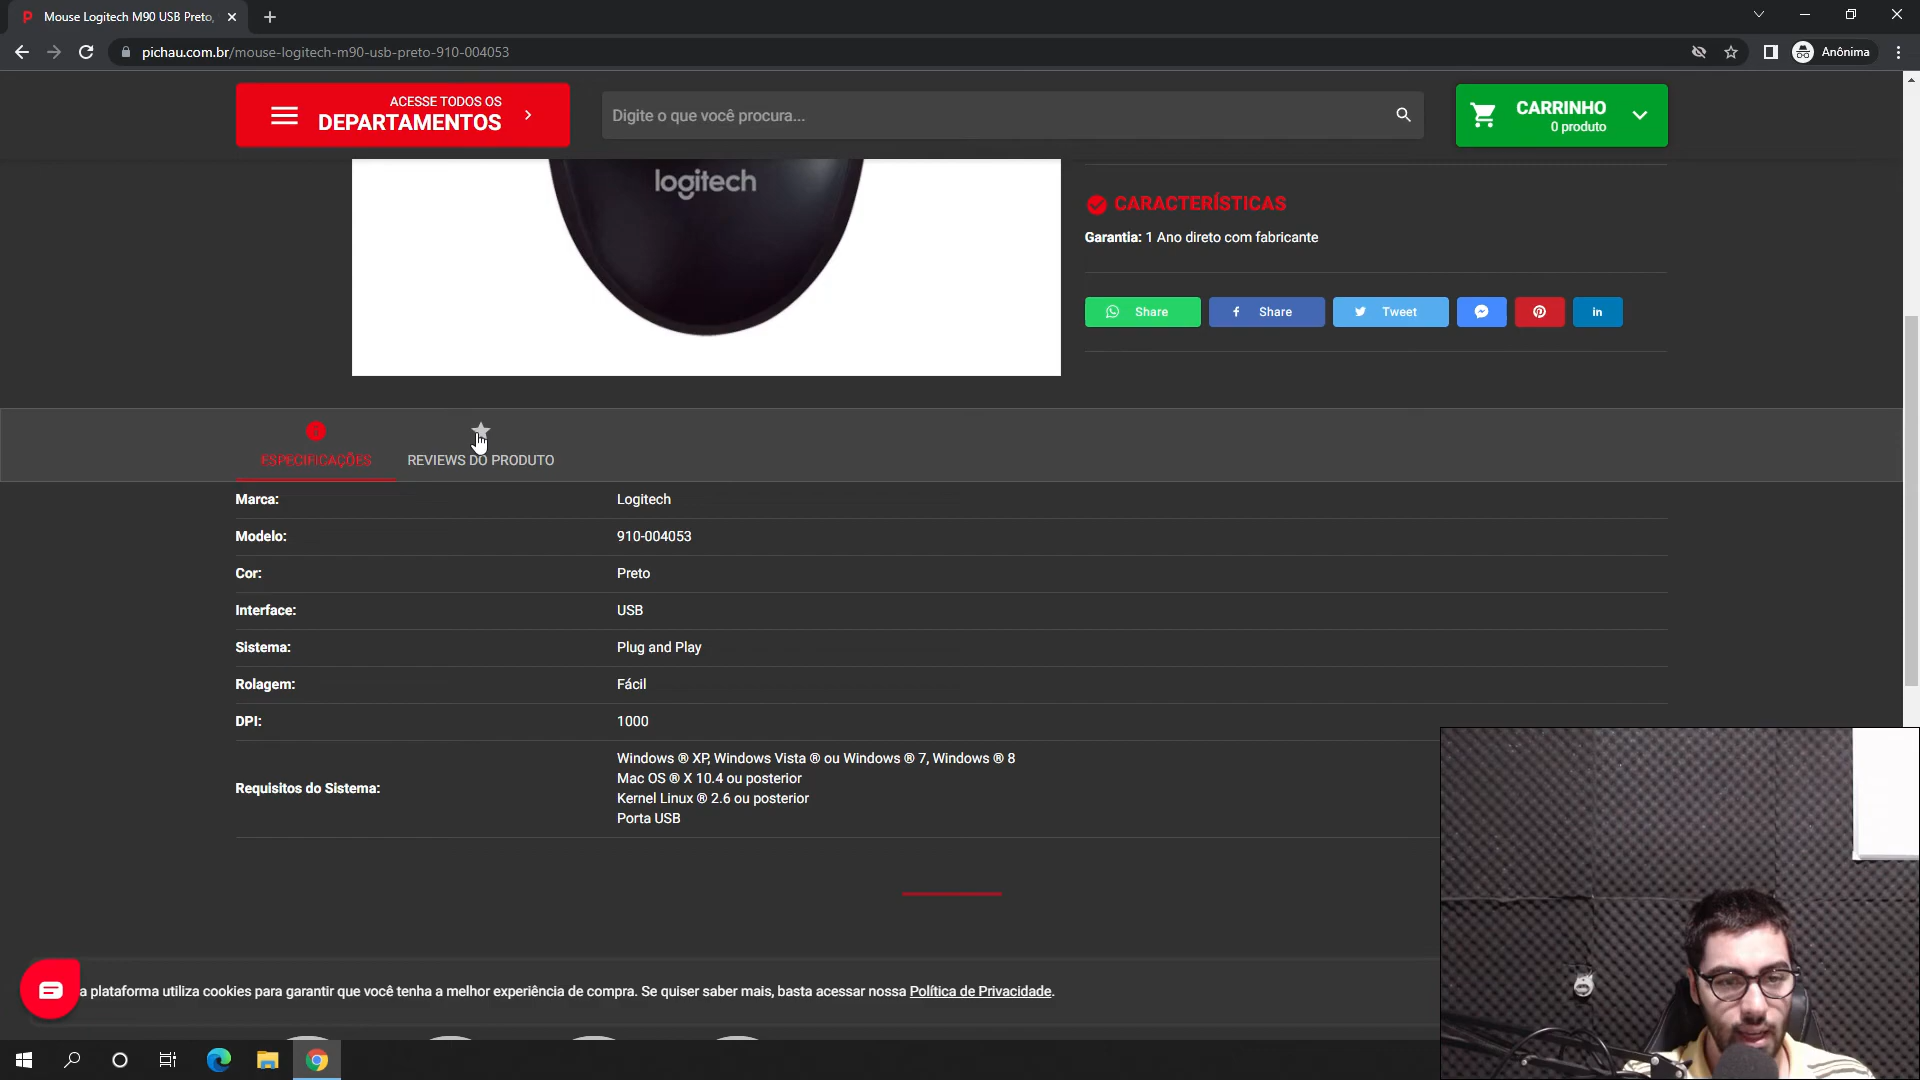 Mouse Logitech M90 USB Preto,
pichau.com.br/mouse-logitech-m90-usb-preto-910-004053
Anônima
ACESSE TODOS OS
DEPARTAMENTOS
Digite o que você procura...
CARRINHO
0 produto
logitech
CARACTERÍSTICAS
Garantia: 1 Ano direto com fabricante
Share
Share
Tweet
in
ESPECIFICAÇÕES
REVIEWS DO PRODUTO
Marca: Logitech
Modelo: 910-004053
Cor: Preto
Interface: USB
Sistema: Plug and Play
Rolagem: Fácil
DPI: 1000
Requisitos do Sistema:
Windows ® XP, Windows Vista ® ou Windows ® 7, Windows ® 8
Mac OS ® X 10.4 ou posterior
Kernel Linux ® 2.6 ou posterior
Porta USB
a plataforma utiliza cookies para garantir que você tenha a melhor experiência de compra. Se quiser saber mais, basta acessar nossa Política de Privacidade.